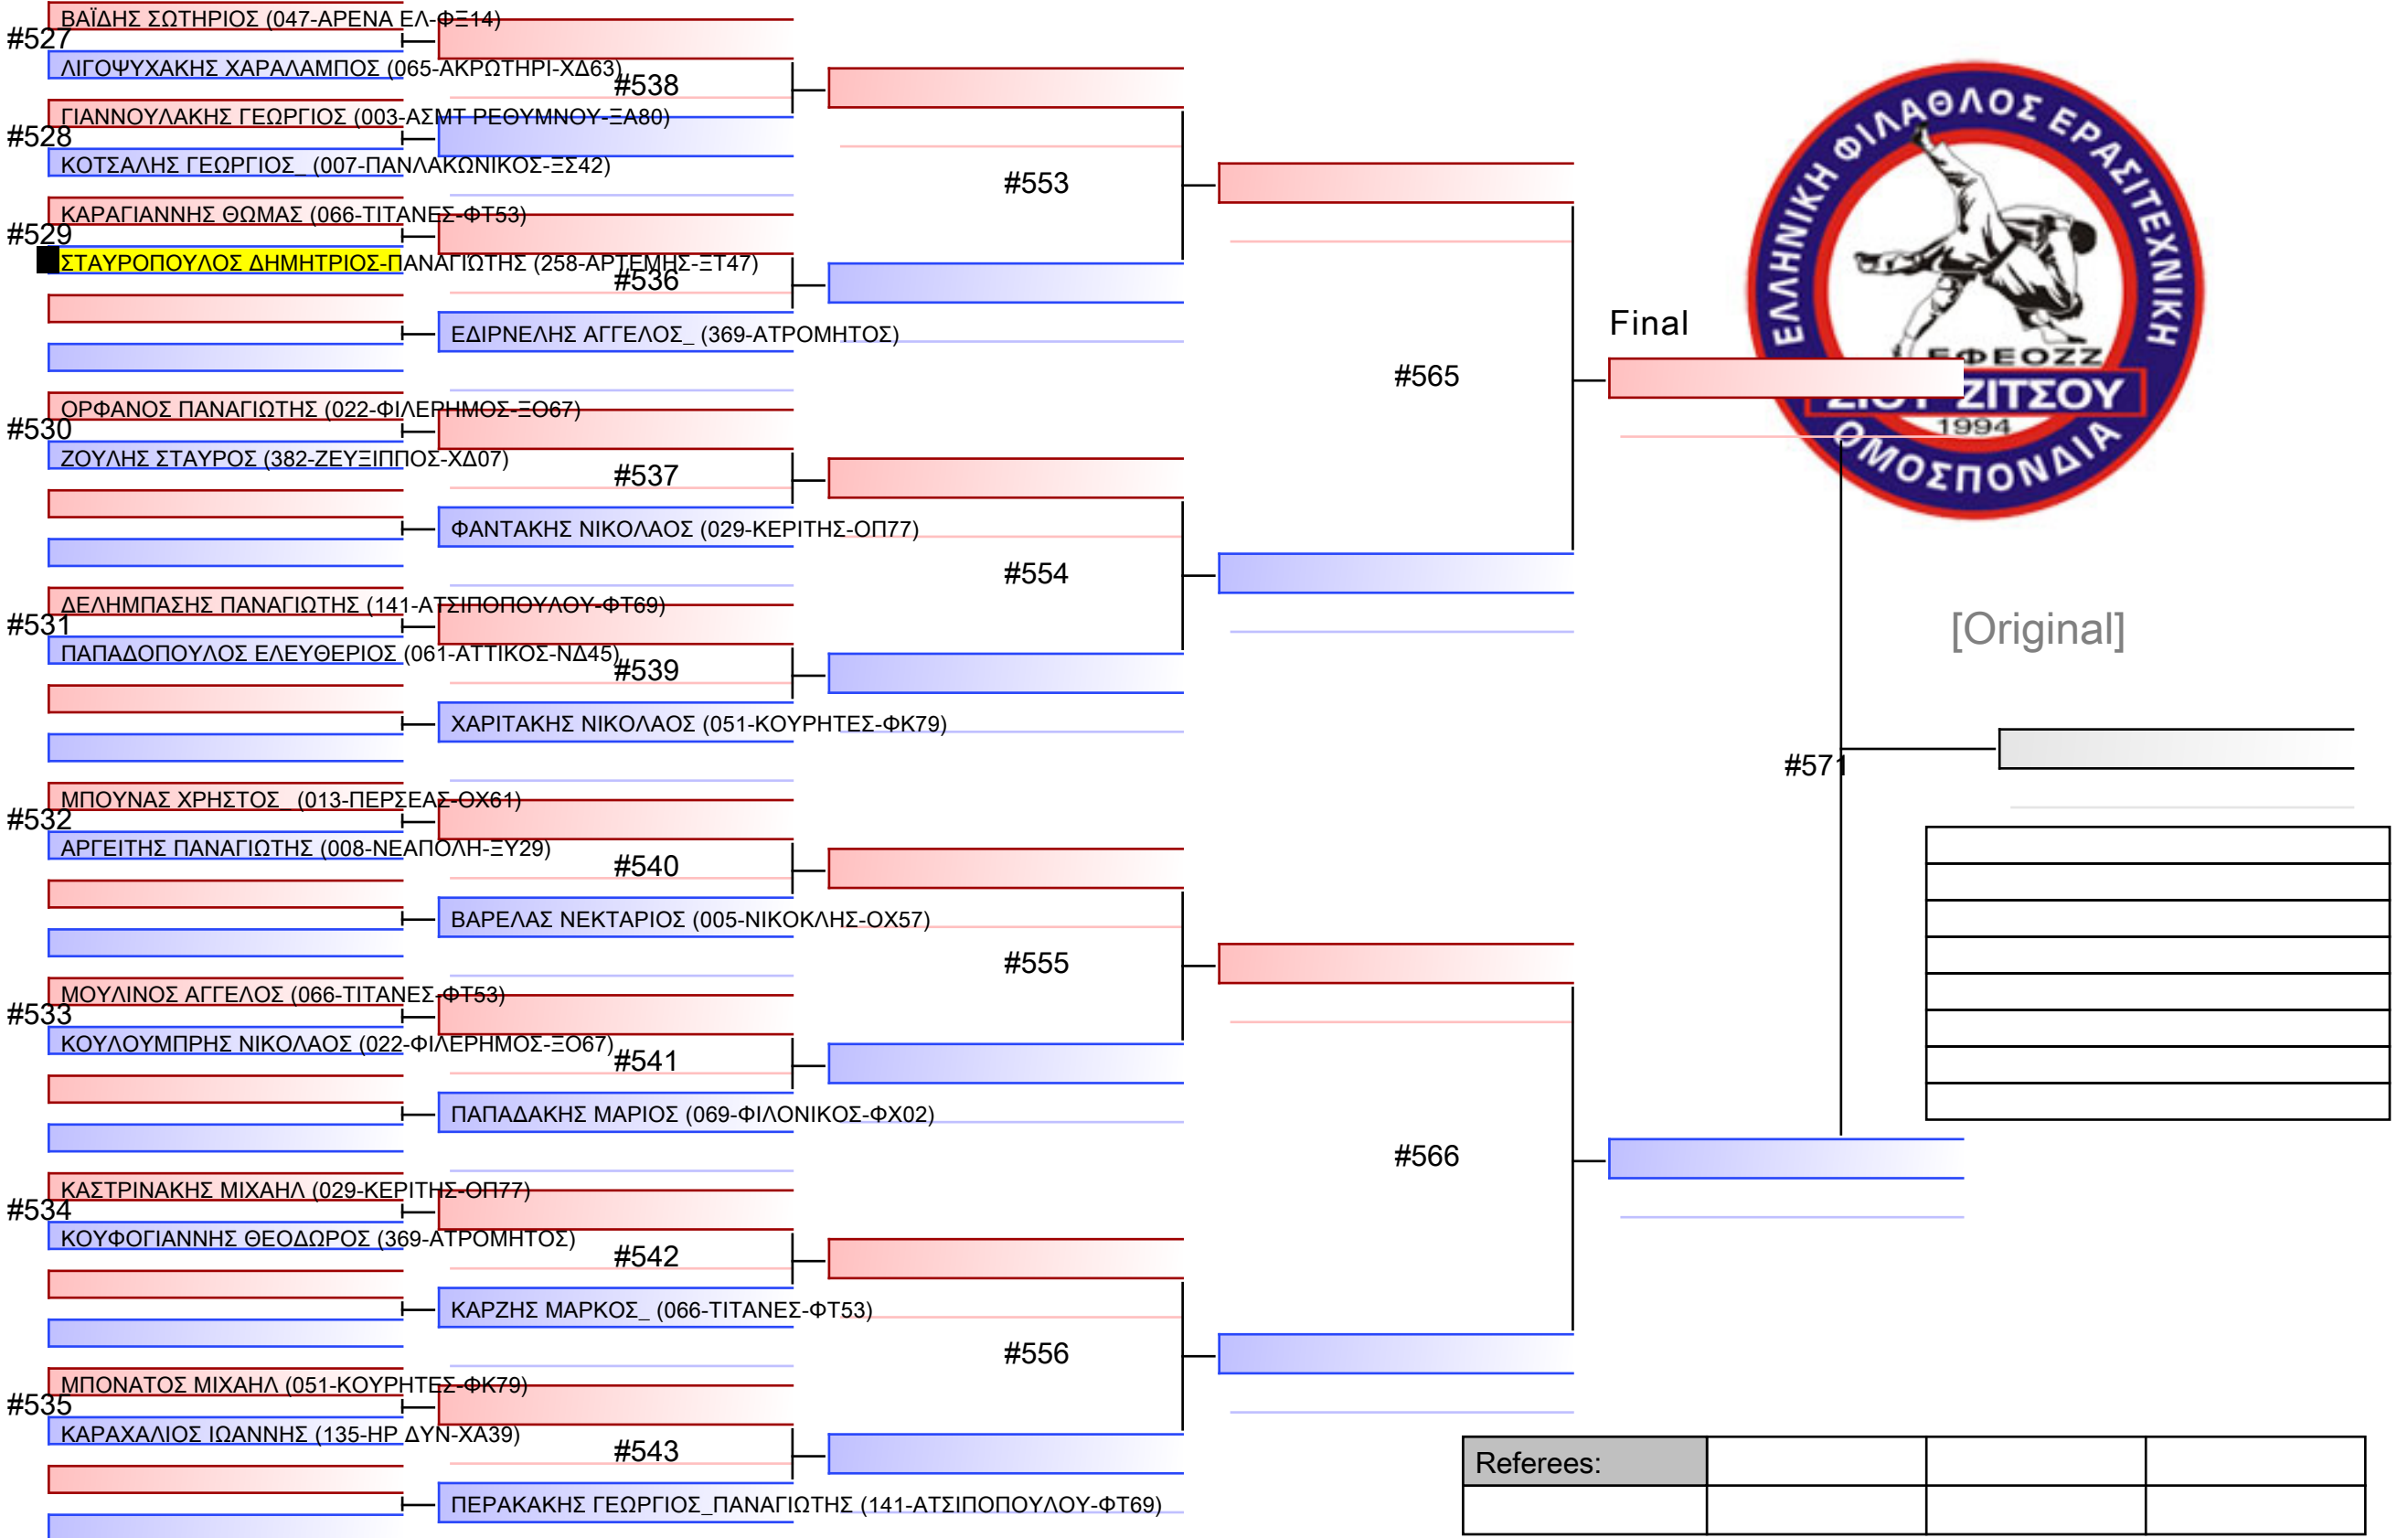 ΒΑΪΔΗΣ ΣΩΤΗΡΙΟΣ (047-ΑΡΕΝΑ ΕΛ-ΦΞ14)
#527
ΛΙΓΟΨΥΧΑΚΗΣ ΧΑΡΑΛΑΜΠΟΣ (065-ΑΚΡΩΤΗΡΙ-ΧΔ63)
#538
ΓΙΑΝΝΟΥΛΑΚΗΣ ΓΕΩΡΓΙΟΣ (003-ΑΣΜΤ ΡΕΘΥΜΝΟΥ-ΞΑ80)
#528
ΚΟΤΣΑΛΗΣ ΓΕΩΡΓΙΟΣ_ (007-ΠΑΝΛΑΚΩΝΙΚΟΣ-ΞΣ42)
#553
ΚΑΡΑΓΙΑΝΝΗΣ ΘΩΜΑΣ (066-ΤΙΤΑΝΕΣ-ΦΤ53)
#529
ΣΤΑΥΡΟΠΟΥΛΟΣ ΔΗΜΗΤΡΙΟΣ-ΠΑΝΑΓΙΩΤΗΣ (258-ΑΡΤΕΜΗΣ-ΞΤ47)
#536
ΕΔΙΡΝΕΛΗΣ ΑΓΓΕΛΟΣ_ (369-ΑΤΡΟΜΗΤΟΣ)
#565
ΟΡΦΑΝΟΣ ΠΑΝΑΓΙΩΤΗΣ (022-ΦΙΛΕΡΗΜΟΣ-ΞΟ67)
#530
ΖΟΥΛΗΣ ΣΤΑΥΡΟΣ (382-ΖΕΥΞΙΠΠΟΣ-ΧΔ07)
#537
ΦΑΝΤΑΚΗΣ ΝΙΚΟΛΑΟΣ (029-ΚΕΡΙΤΗΣ-ΟΠ77)
#554
ΔΕΛΗΜΠΑΣΗΣ ΠΑΝΑΓΙΩΤΗΣ (141-ΑΤΣΙΠΟΠΟΥΛΟΥ-ΦΤ69)
#531
ΠΑΠΑΔΟΠΟΥΛΟΣ ΕΛΕΥΘΕΡΙΟΣ (061-ΑΤΤΙΚΟΣ-ΝΔ45)
#539
ΧΑΡΙΤΑΚΗΣ ΝΙΚΟΛΑΟΣ (051-ΚΟΥΡΗΤΕΣ-ΦΚ79)
ΜΠΟΥΝΑΣ ΧΡΗΣΤΟΣ_ (013-ΠΕΡΣΕΑΣ-ΟΧ61)
#532
ΑΡΓΕΙΤΗΣ ΠΑΝΑΓΙΩΤΗΣ (008-ΝΕΑΠΟΛΗ-ΞΥ29)
#540
ΒΑΡΕΛΑΣ ΝΕΚΤΑΡΙΟΣ (005-ΝΙΚΟΚΛΗΣ-ΟΧ57)
#555
ΜΟΥΛΙΝΟΣ ΑΓΓΕΛΟΣ (066-ΤΙΤΑΝΕΣ-ΦΤ53)
#533
ΚΟΥΛΟΥΜΠΡΗΣ ΝΙΚΟΛΑΟΣ (022-ΦΙΛΕΡΗΜΟΣ-ΞΟ67)
#541
ΠΑΠΑΔΑΚΗΣ ΜΑΡΙΟΣ (069-ΦΙΛΟΝΙΚΟΣ-ΦΧ02)
#566
ΚΑΣΤΡΙΝΑΚΗΣ ΜΙΧΑΗΛ (029-ΚΕΡΙΤΗΣ-ΟΠ77)
#534
ΚΟΥΦΟΓΙΑΝΝΗΣ ΘΕΟΔΩΡΟΣ (369-ΑΤΡΟΜΗΤΟΣ)
#542
ΚΑΡΖΗΣ ΜΑΡΚΟΣ_ (066-ΤΙΤΑΝΕΣ-ΦΤ53)
#556
ΜΠΟΝΑΤΟΣ ΜΙΧΑΗΛ (051-ΚΟΥΡΗΤΕΣ-ΦΚ79)
#535
ΚΑΡΑΧΑΛΙΟΣ ΙΩΑΝΝΗΣ (135-ΗΡ ΔΥΝ-ΧΑ39)
#543
ΠΕΡΑΚΑΚΗΣ ΓΕΩΡΓΙΟΣ_ΠΑΝΑΓΙΩΤΗΣ (141-ΑΤΣΙΠΟΠΟΥΛΟΥ-ΦΤ69)
ΕΛΛΗΝΙΚΗ ΦΙΛΑΘΛΟΣ ΕΡΑΣΙΤΕΧΝΙΚΗ
ΕΦΕΟΖΖ
ΖΙΤΣΟΥ
1994
ΟΜΟΣΠΟΝΔΙΑ
Final
[Original]
#571
Referees: